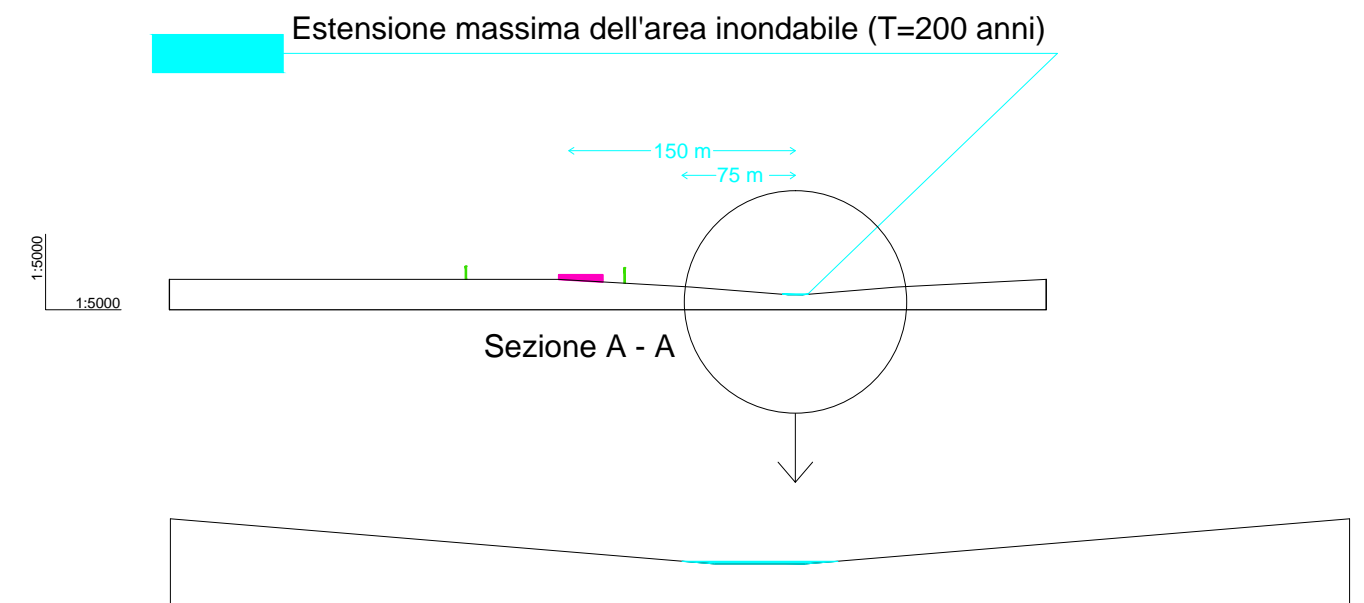 Estensione massima dell'area inondabile (T=200 anni)
150 m
75 m
1:5000
1:5000
Sezione A - A